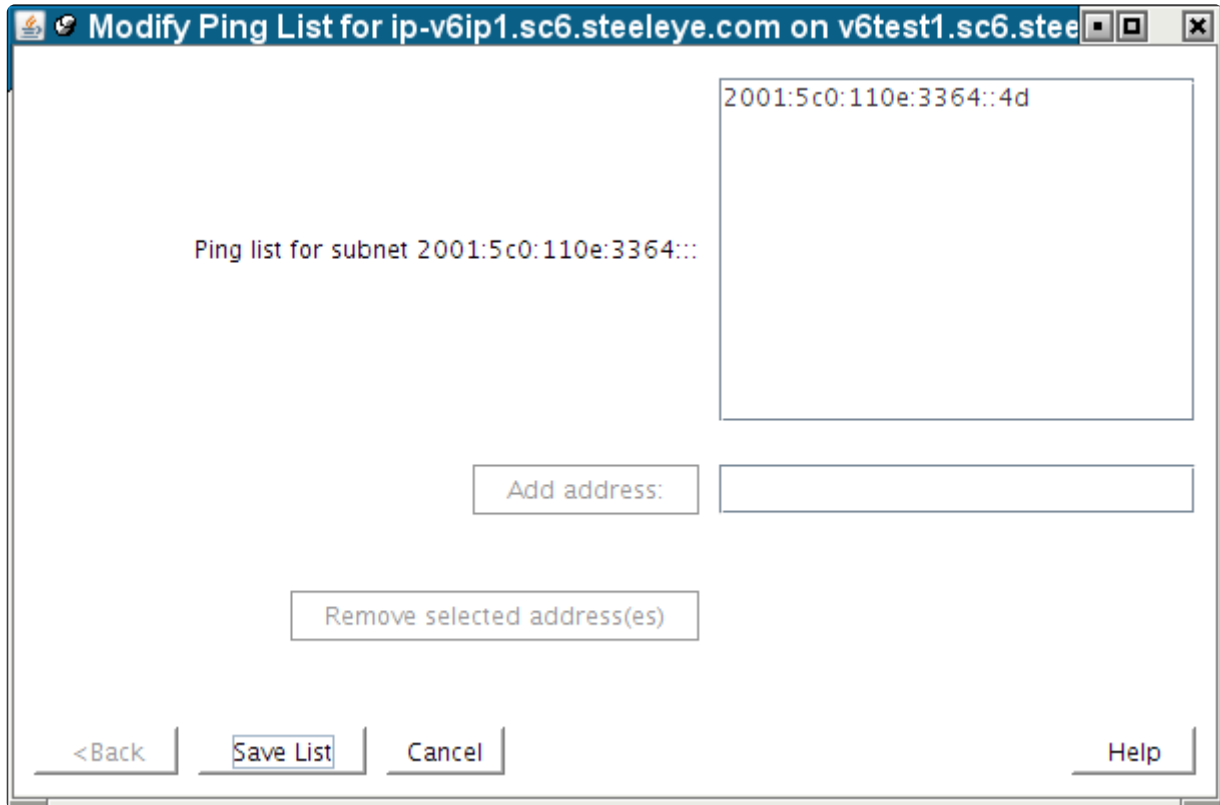 Modify Ping List for ip-v6ip1.sc6.steeleye.com on v6test1.sc6.stee
2001:5c0:110e:3364::4d
Ping list for subnet 2001:5c0:110e:3364:::
Add address:
Remove selected address(es)
<Back Save List Cancel Help